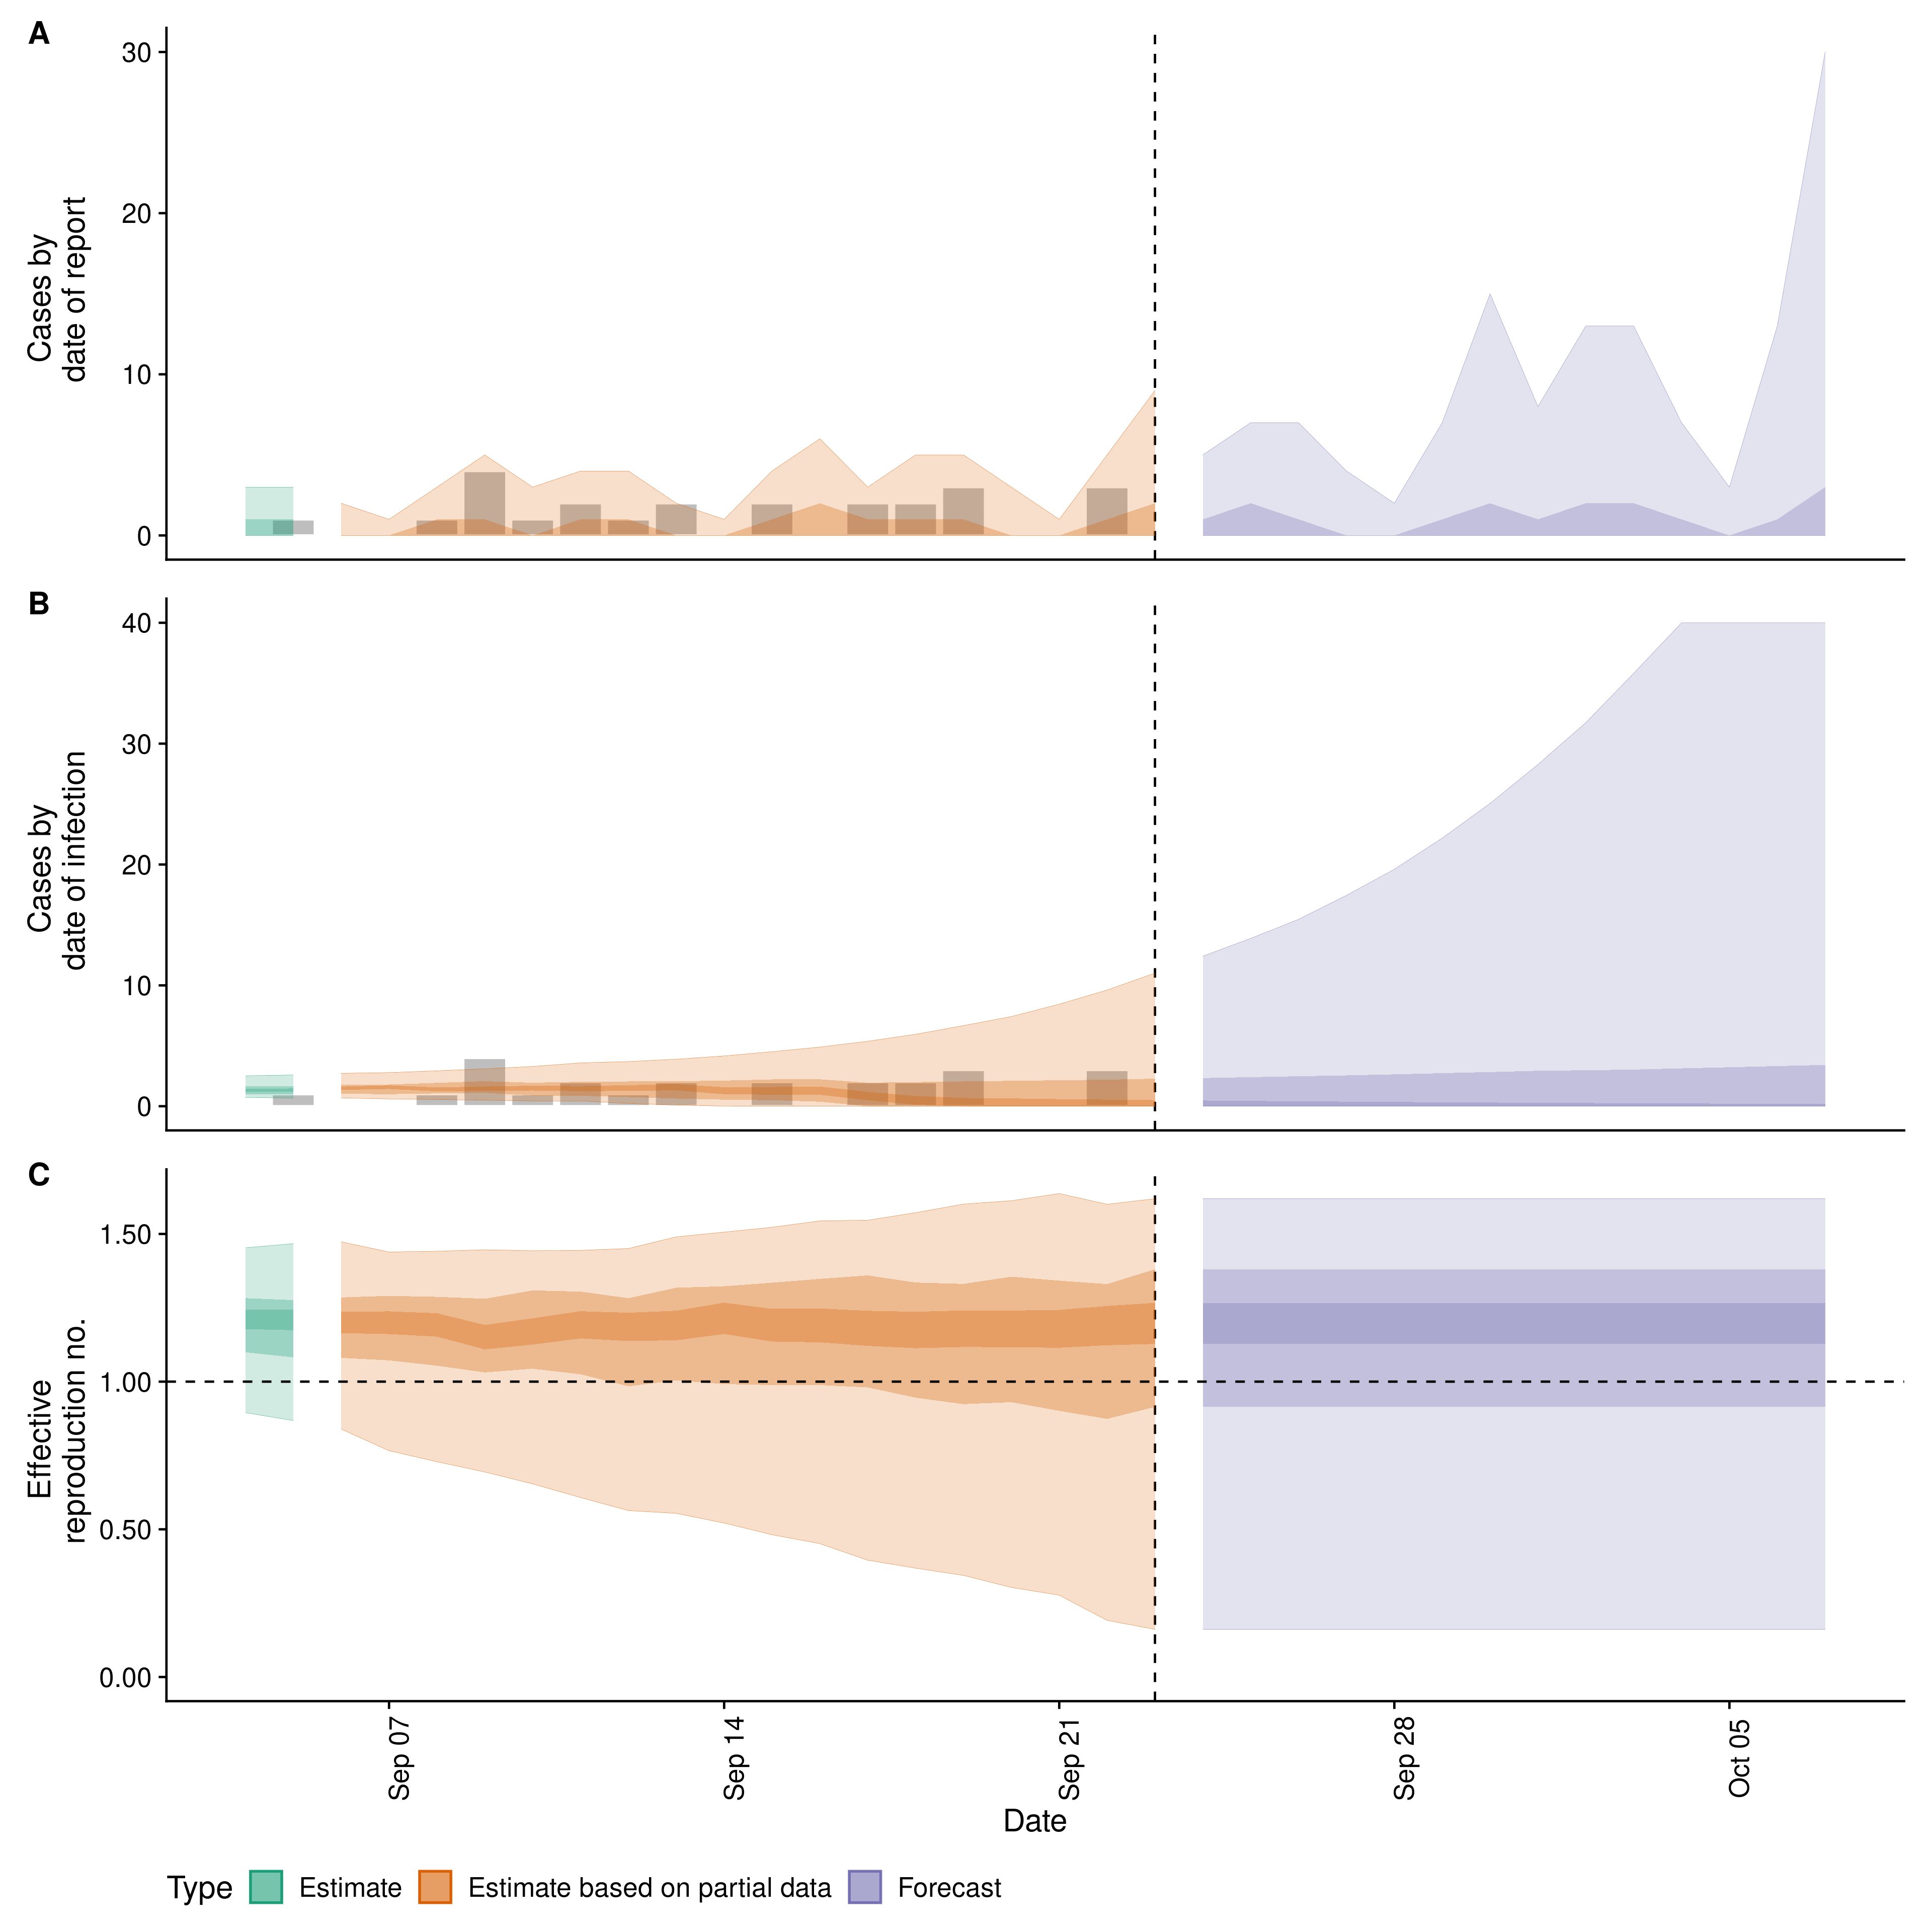 A
30
20
10
0
Cases by
date of report
B
40
30
20
10
0
Cases by
date of infection
C
1.50
1.00
0.50
0.00
Effective
reproduction no.
Sep 07
Sep 14
Sep 21
Sep 28
Oct 05
Date
Type Estimate Estimate based on partial data Forecast